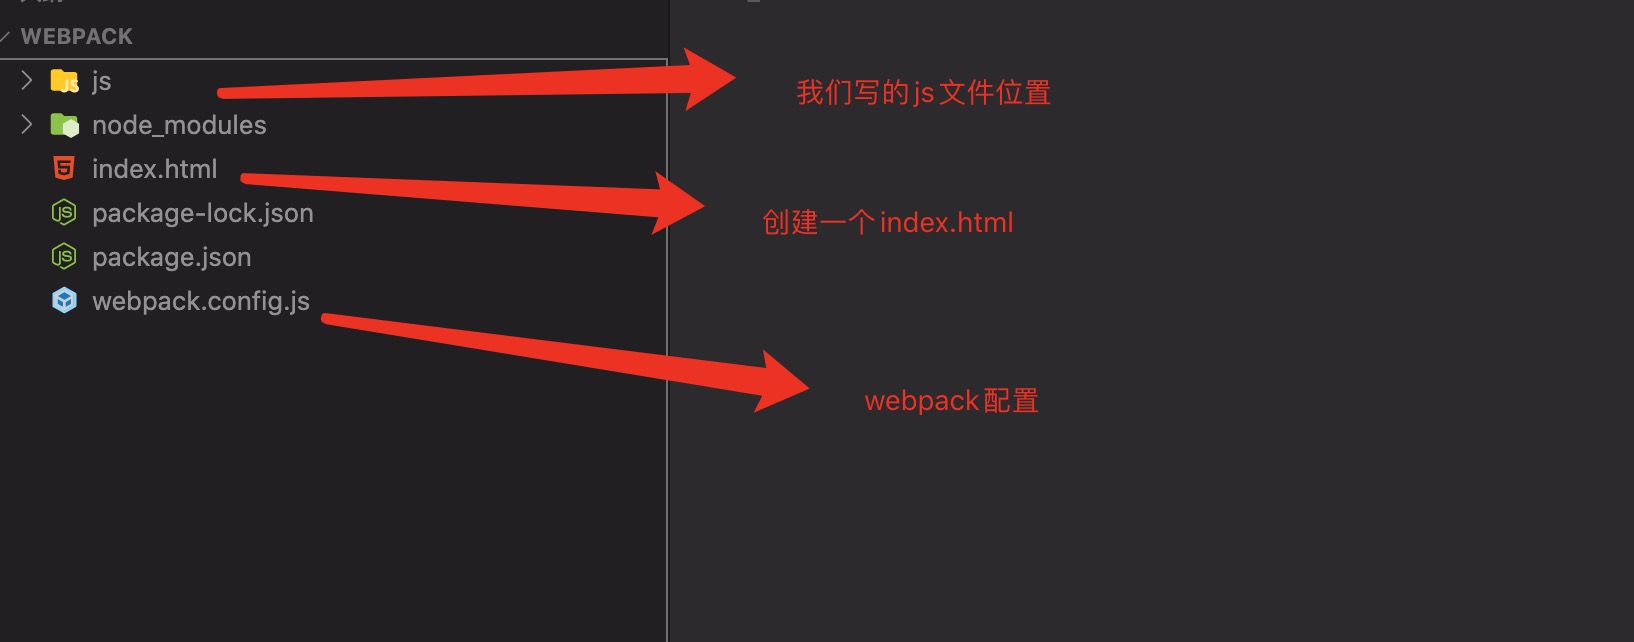 WEBPACK
js
我们写的js文件位置
node_modules
index.html
创建一个index.html
package-lock.json
package.json
webpack.config.js
webpack配置